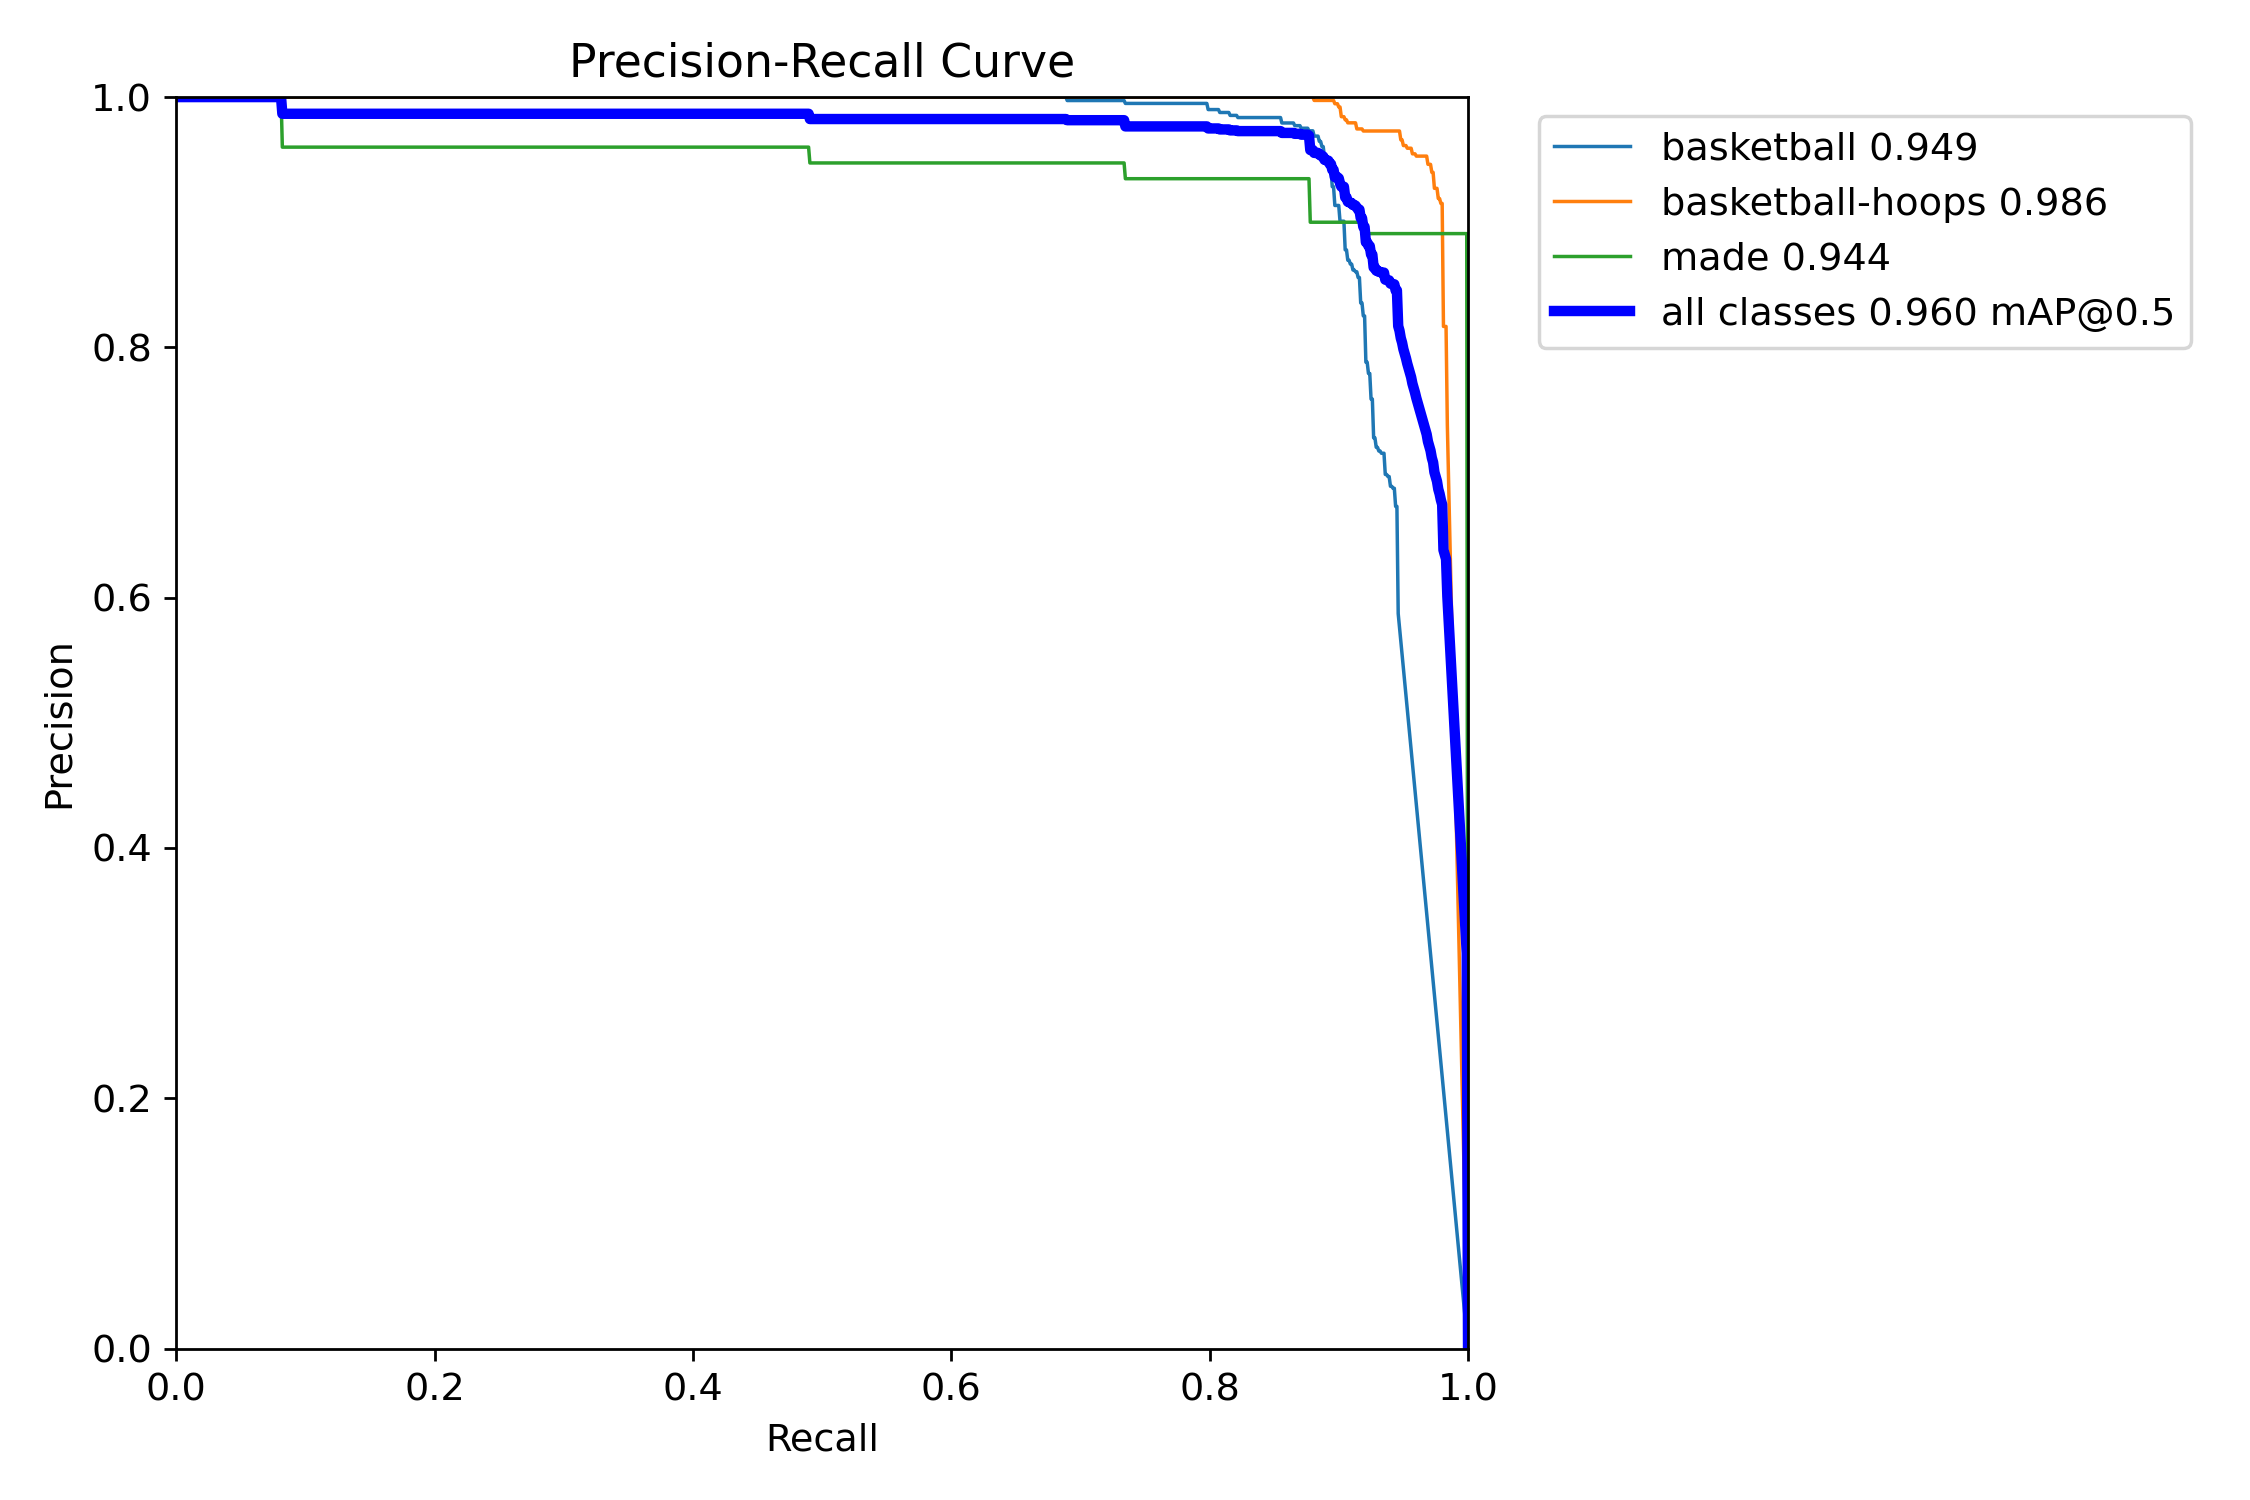 Precision-Recall Curve
basketball 0.949
basketball-hoops 0.986
made 0.944
all classes 0.960 mAP@0.5
1.0
0.8
0.6
0.4
0.2
0.0
Precision
0.0 0.2 0.4 0.6 0.8 1.0
Recall